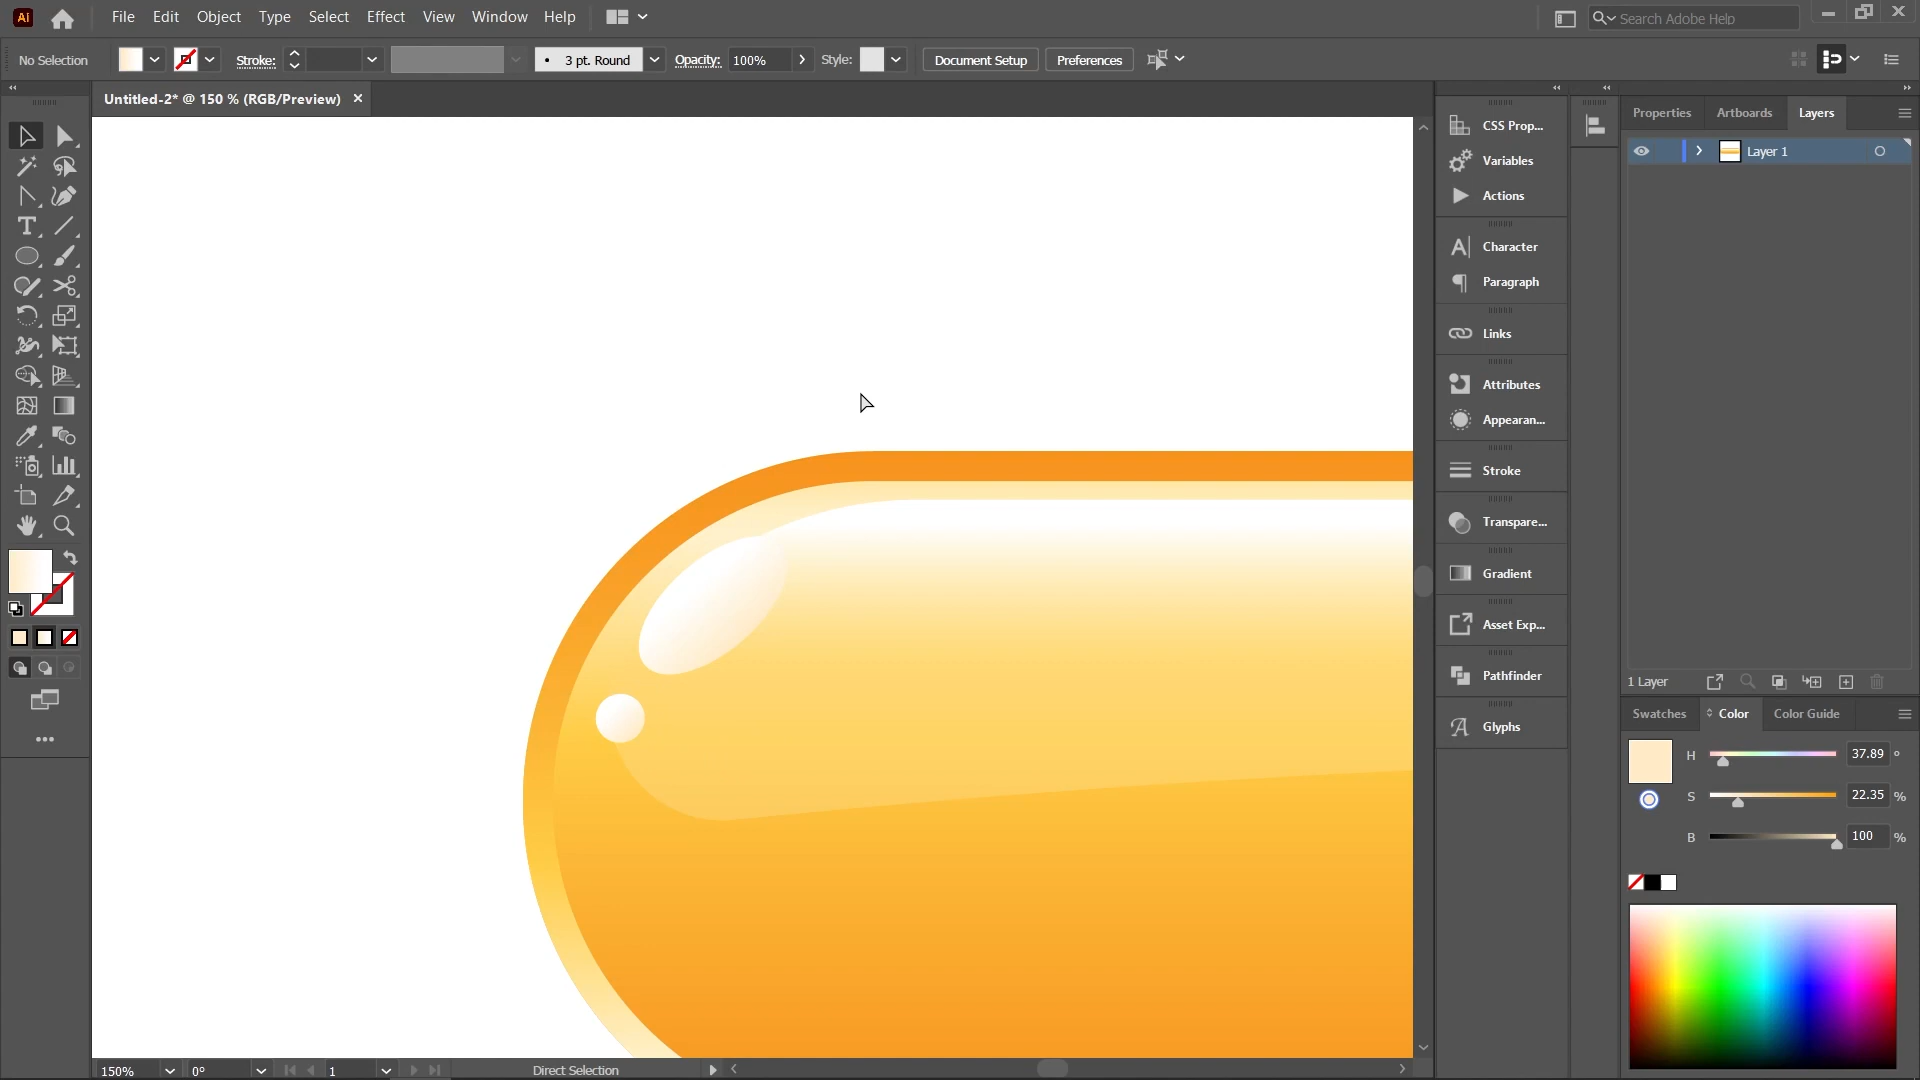 Ai
File
Edit
Object
Type
Select
Effect
View
Window
Help
Search Adobe Help
No Selection
Stroke:
3 pt. Round
Opacity:
100%
Style:
Document Setup
Preferences
Untitled-2* @ 150 % (RGB/Preview)
CSS Prop...
Variables
Actions
Character
Paragraph
Links
Attributes
Appearan...
Stroke
Transpare...
Gradient
Asset Exp...
Pathfinder
Glyphs
Properties
Artboards
Layers
Layer 1
1 Layer
Swatches
Color
Color Guide
H
37.89
°
S
22.35
%
B
100
%
150%
0°
1
Direct Selection